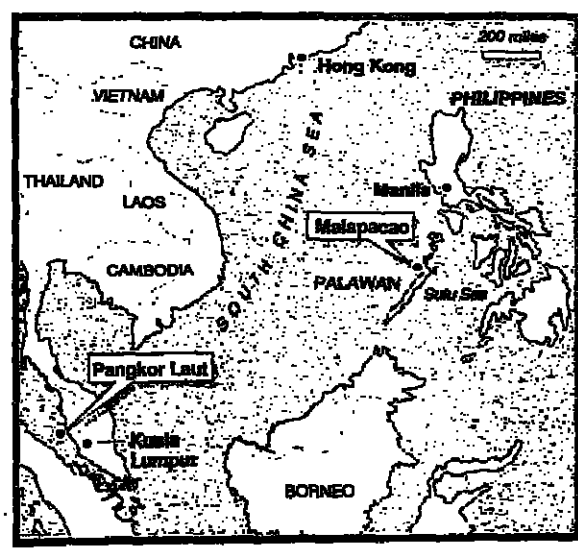 CHINA
200 miles
Hong Kong
VIETNAM
PHILIPPINES
SOUTH CHINA SEA
THAILAND
LAOS
Manila
Malapacao
CAMBODIA
PALAWAN
Sulu Sea
Pangkor Laut
Kuala
Lumpur
BORNEO